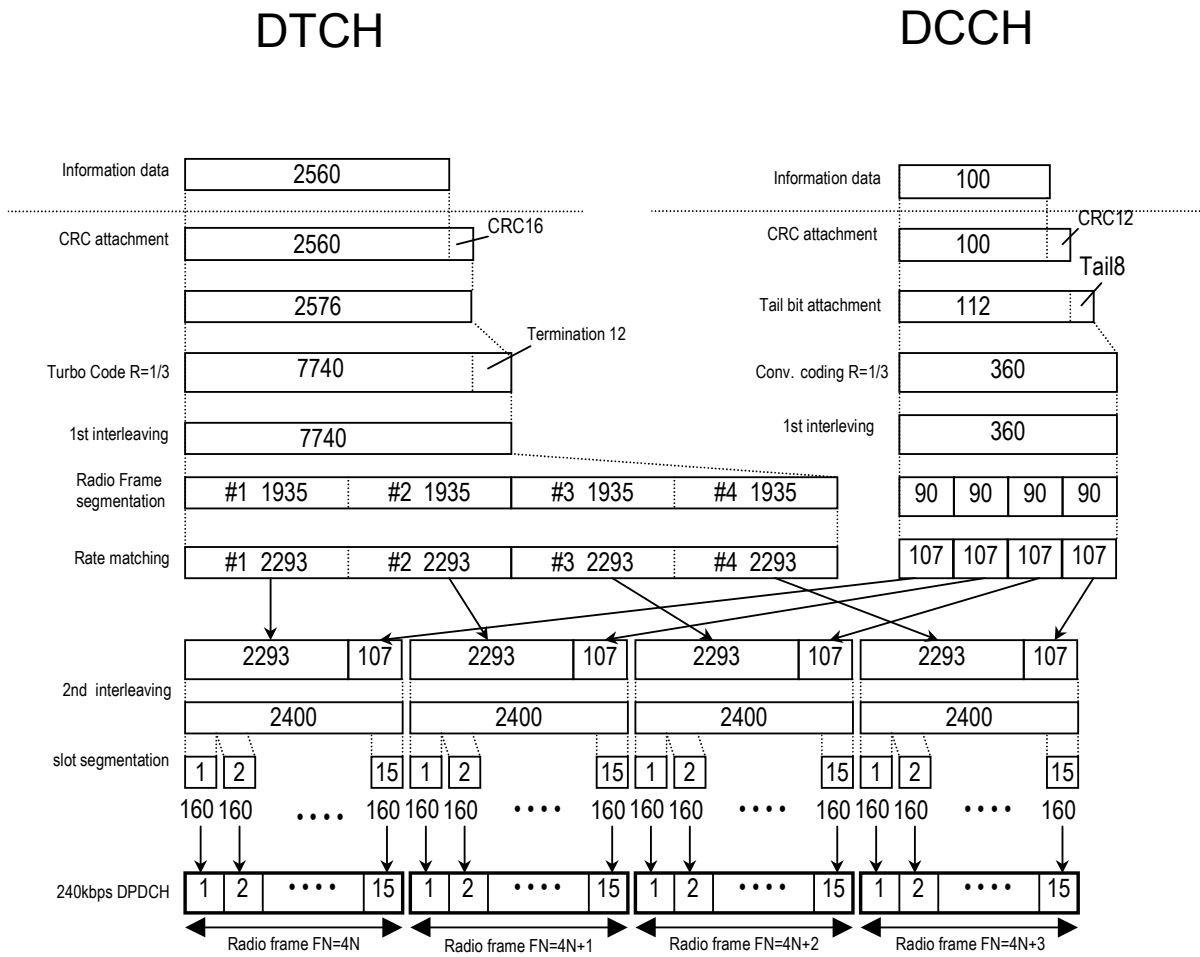 DTCH DCCH
Information data 2560
Information data 100
CRC attachment 2560 CRC16
CRC attachment 100 CRC12
2576
Tail bit attachment 112 Tail8
Turbo Code R=1/3 7740 Termination 12
Conv. coding R=1/3 360
1st interleaving 7740
1st interleving 360
Radio Frame
segmentation
#1 1935 #2 1935 #3 1935 #4 1935
90 90 90 90
Rate matching #1 2293 #2 2293 #3 2293 #4 2293
107 107 107 107
2293 107 2293 107 2293 107 2293 107
2nd interleaving
2400 2400 2400 2400
slot segmentation 1 2 15 1 2 15 1 2 15 1 2 15
160 160 •••• 160 160 160 •••• 160 160 160 •••• 160 160 160 •••• 160
240kbps DPDCH 1 2 •••• 15 1 2 •••• 15 1 2 •••• 15 1 2 •••• 15
Radio frame FN=4N Radio frame FN=4N+1 Radio frame FN=4N+2 Radio frame FN=4N+3